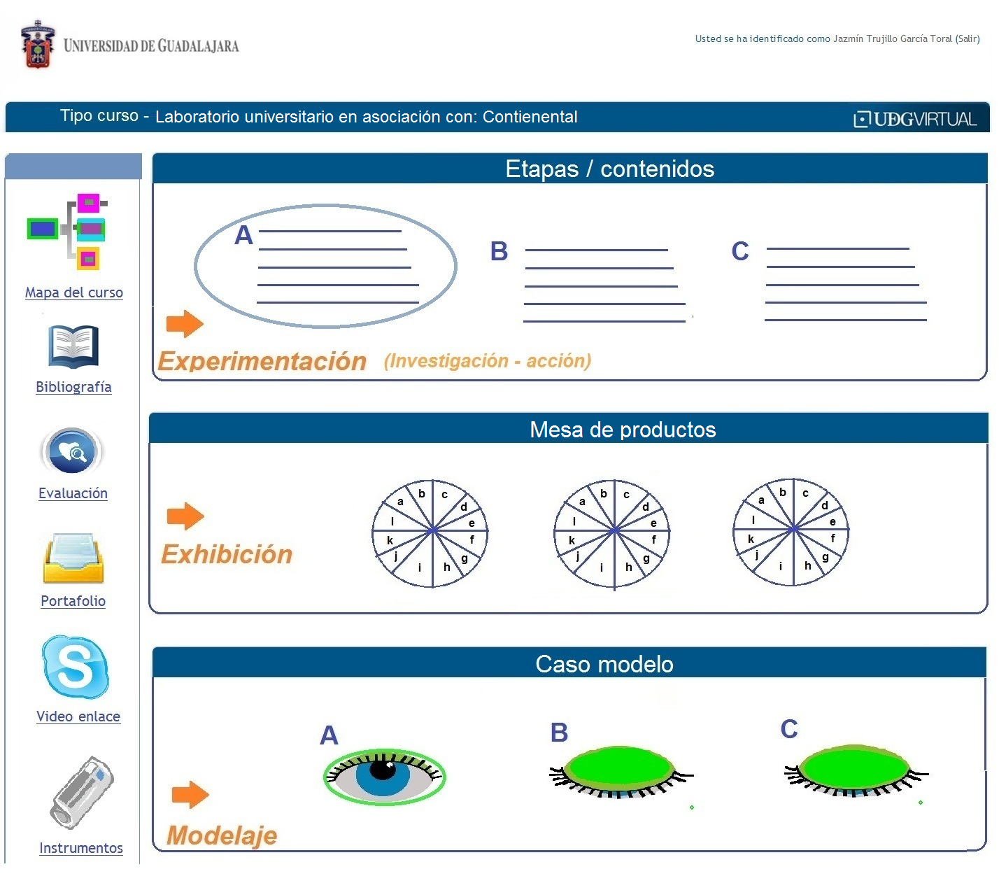 UNIVERSIDAD DE GUADALAJARA
Usted se ha identificado como Jazmín Trujillo García Toral (Salir)
Tipo curso - Laboratorio universitario en asociación con: Contienental
UDGVIRTUAL
Etapas / contenidos
A
B
C
Experimentación (Investigación - acción)
Mapa del curso
Bibliografía
Evaluación
Portafolio
S
Video enlace
Instrumentos
Mesa de productos
Exhibición
a b c d e f g h i j k l
a b c d e f g h i j k l
a b c d e f g h i j k l
Caso modelo
A
B
C
Modelaje